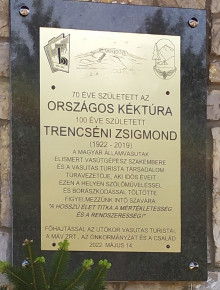 70 ÉVE SZÜLETETT AZ
ORSZÁGOS KÉKTÚRA
100 ÉVE SZÜLETETT
TRENCSÉNI ZSIGMOND
(1922 - 2019)
A MAGYAR ÁLLAMVASUTAK
ELISMERT VASÚTGÉPÉSZ SZAKEMBERE
ÉS A VASUTAS TURISTA TÁRSADALOM
TÚRAVEZETŐJE, AKI IDŐS ÉVEIT
EZEN A HELYEN SZŐLŐMŰVELÉSSEL
ÉS BORÁSZKODÁSSAL TÖLTÖTTE.
FIGYELMEZZÜNK INTŐ SZAVÁRA:
"A HOSSZÚ ÉLET TITKA A MÉRTÉKLETESSÉG
ÉS A RENDSZERESSÉG!"
FŐHAJTÁSSAL AZ UTÓKOR VASUTAS TURISTÁI,
A MÁV ZRT., AZ ÖNKORMÁNYZAT ÉS A CSALÁD
2022. MÁJUS 14.